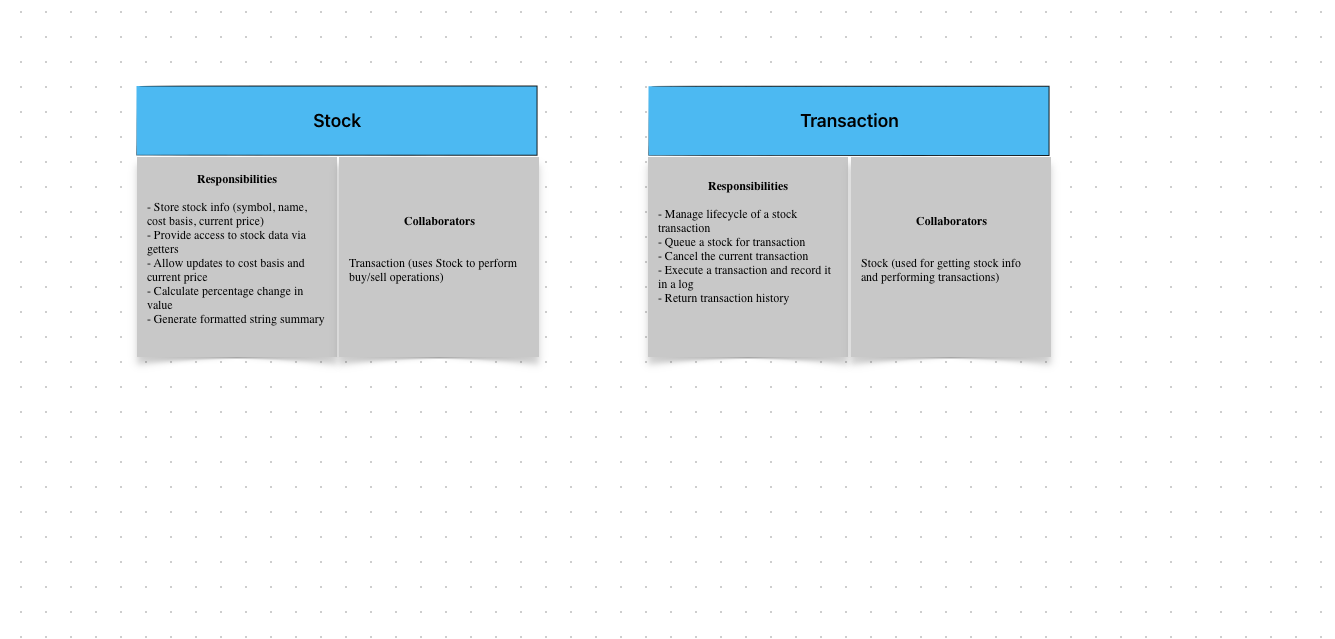 Stock
Responsibilities
- Store stock info (symbol, name,
cost basis, current price)
- Provide access to stock data via
getters
- Allow updates to cost basis and
current price
- Calculate percentage change in
value
- Generate formatted string summary
Collaborators
Transaction (uses Stock to perform
buy/sell operations)
Transaction
Responsibilities
- Manage lifecycle of a stock
transaction
- Queue a stock for transaction
- Cancel the current transaction
- Execute a transaction and record it
in a log
- Return transaction history
Collaborators
Stock (used for getting stock info
and performing transactions)